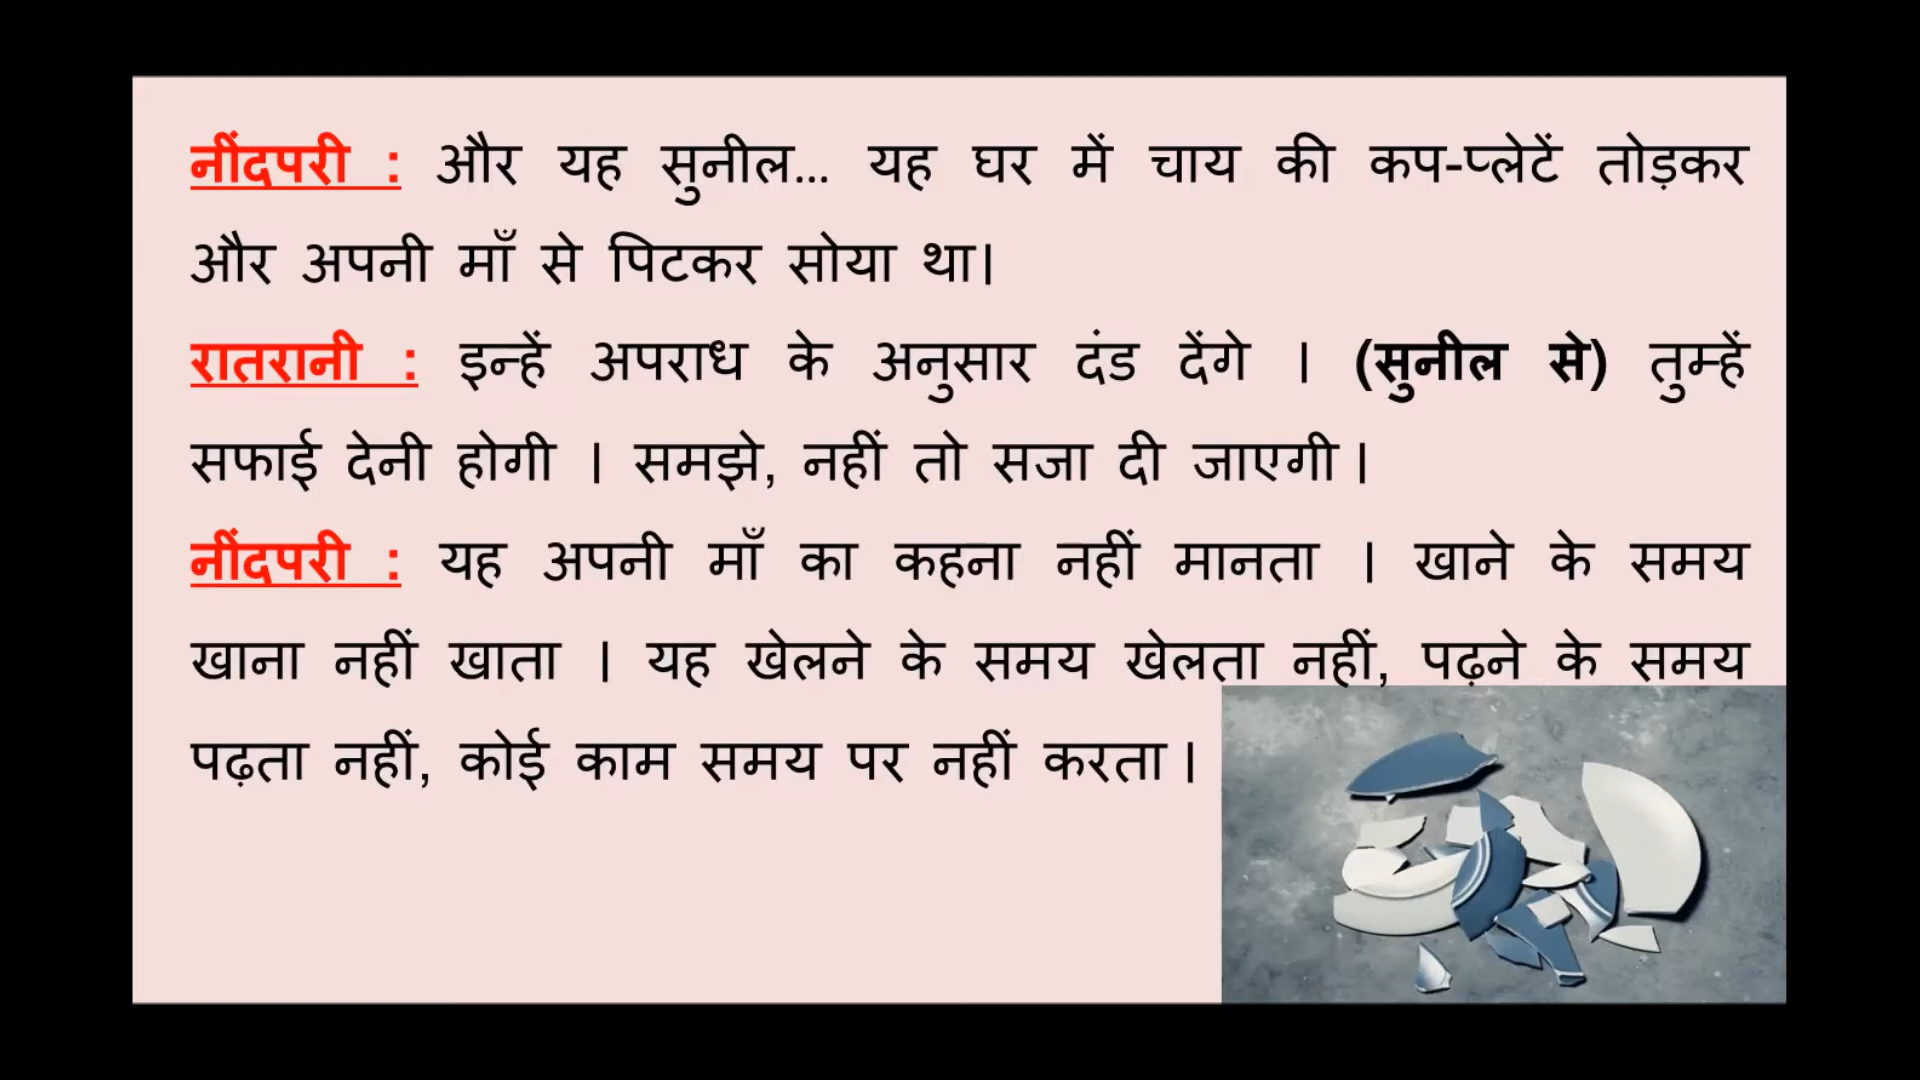 नींदपरी : और यह सुनील... यह घर में चाय की कप-प्लेटें तोड़कर
और अपनी माँ से पिटकर सोया था।
रातरानी : इन्हें अपराध के अनुसार दंड देंगे । (सुनील से) तुम्हें
सफाई देनी होगी । समझे, नहीं तो सजा दी जाएगी।
नींदपरी : यह अपनी माँ का कहना नहीं मानता । खाने के समय
खाना नहीं खाता । यह खेलने के समय खेलता नहीं, पढ़ने के समय
पढ़ता नहीं, कोई काम समय पर नहीं करता।